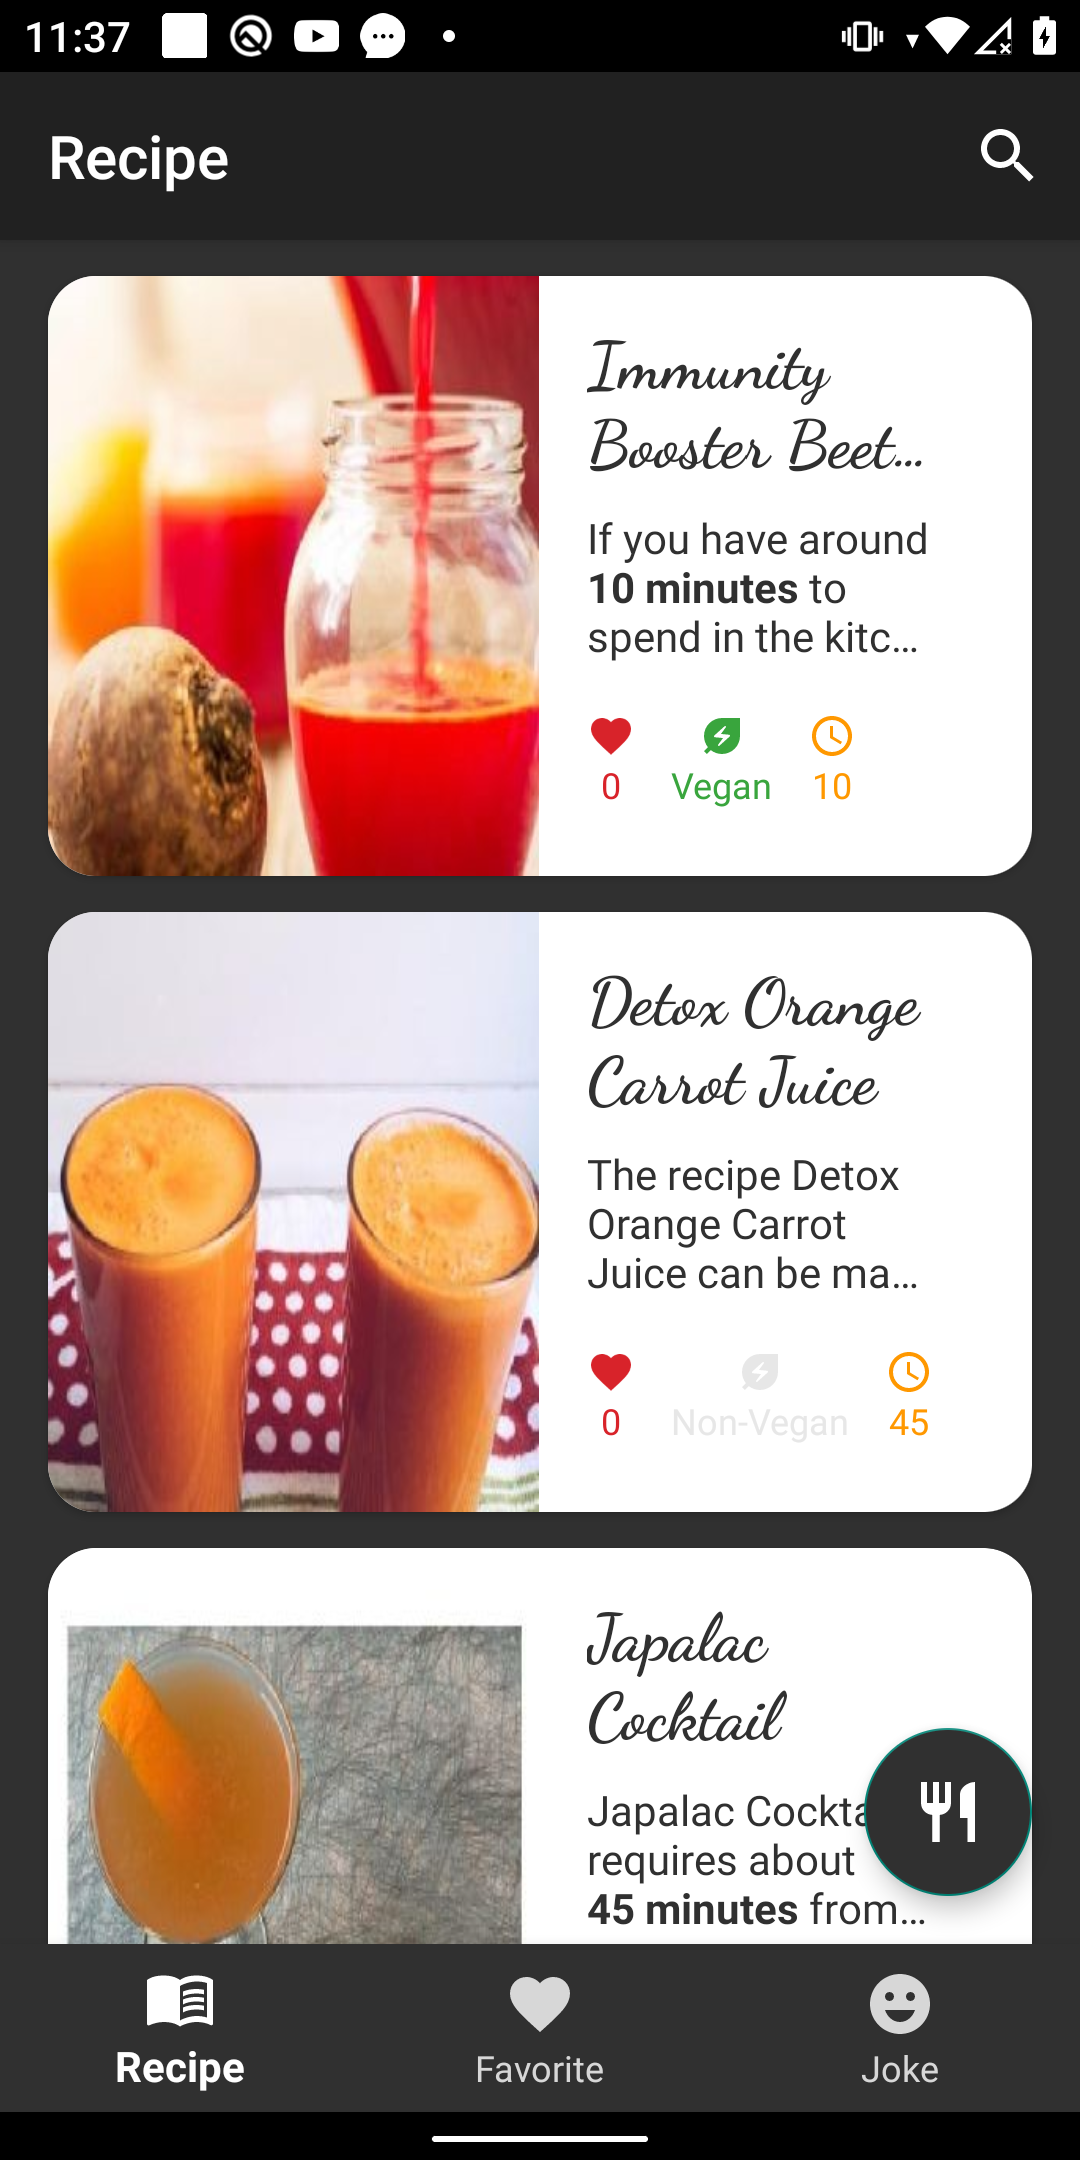 11:37
Recipe
Immunity
Booster Beet...
If you have around
10 minutes to
spend in the kitc...
0
Vegan
10
Detox Orange
Carrot Juice
The recipe Detox
Orange Carrot
Juice can be ma...
0
Non-Vegan
45
Japalac
Cocktail
Japalac Cockta
requires about
45 minutes from...
Recipe
Favorite
Joke